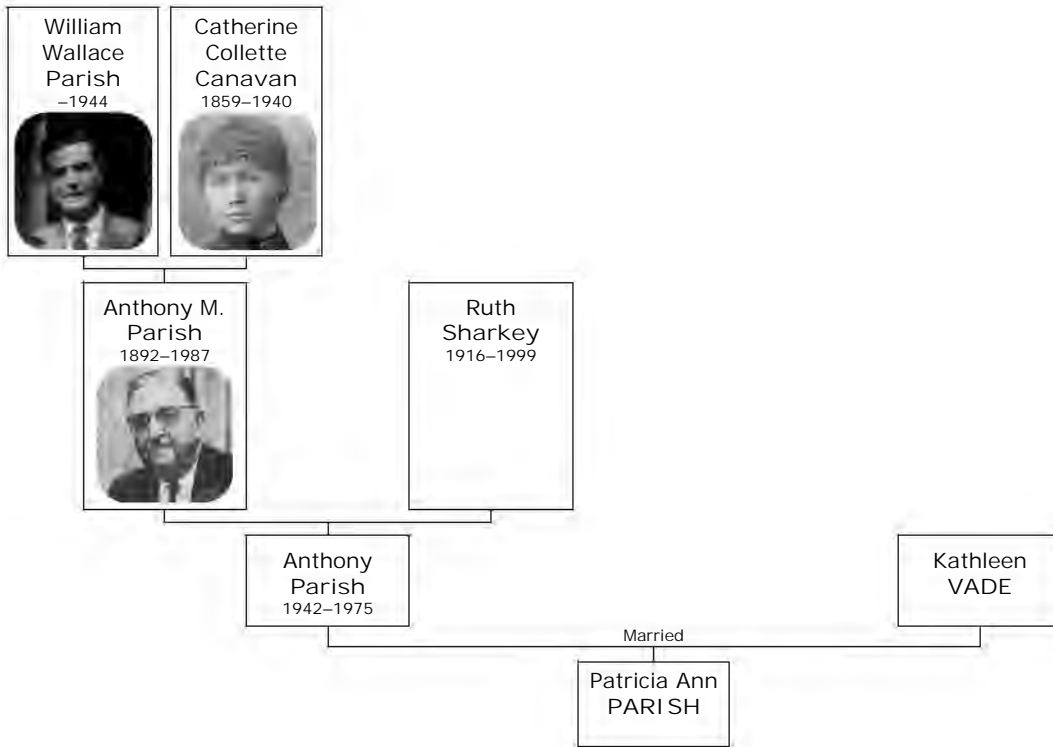 William
Wallace
Parish
–1944
Catherine
Collette
Canavan
1859–1940
Anthony M.
Parish
1892–1987
Ruth
Sharkey
1916–1999
Anthony
Parish
1942–1975
Kathleen
VADE
Married
Patricia Ann
PARISH